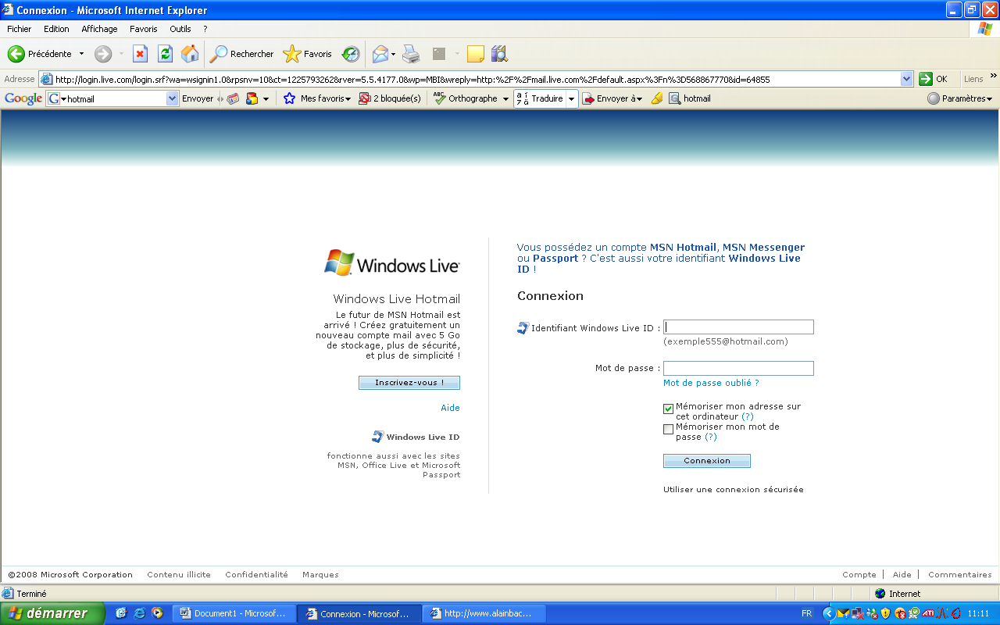 Connexion - Microsoft Internet Explorer
Fichier Edition Affichage Favoris Outils ?
Précédente Rechercher Favoris
Adresse http://login.live.com/login.srf?wa=wsignin1.0&rpsnv=10&ct=1225793262&rver=5.5.4177.0&wp=MBI&wreply=http:%2F%2Fmail.live.com%2Fdefault.aspx%3Fn%3D568867770&id=64855 OK Liens »
Google G hotmail Envoyer Mes favoris 2 bloquée(s) ABC Orthographe Traduire Envoyer à hotmail Paramètres
Windows Live
Windows Live Hotmail
Le futur de MSN Hotmail est
arrivé ! Créez gratuitement un
nouveau compte mail avec 5 Go
de stockage, plus de sécurité,
et plus de simplicité !
Inscrivez-vous !
Aide
Windows Live ID
fonctionne aussi avec les sites
MSN, Office Live et Microsoft
Passport
Vous possédez un compte MSN Hotmail, MSN Messenger
ou Passport ? C'est aussi votre identifiant Windows Live
ID !
Connexion
Identifiant Windows Live ID :
(exemple555@hotmail.com)
Mot de passe :
Mot de passe oublié ?
Mémoriser mon adresse sur
cet ordinateur (?)
Mémoriser mon mot de
passe (?)
Connexion
Utiliser une connexion sécurisée
©2008 Microsoft Corporation Contenu illicite Confidentialité Marques Compte | Aide | Commentaires
Terminé Internet
démarrer Document1 - Microsof... Connexion - Microsof... http://www.alainbac... FR ATI 11:11